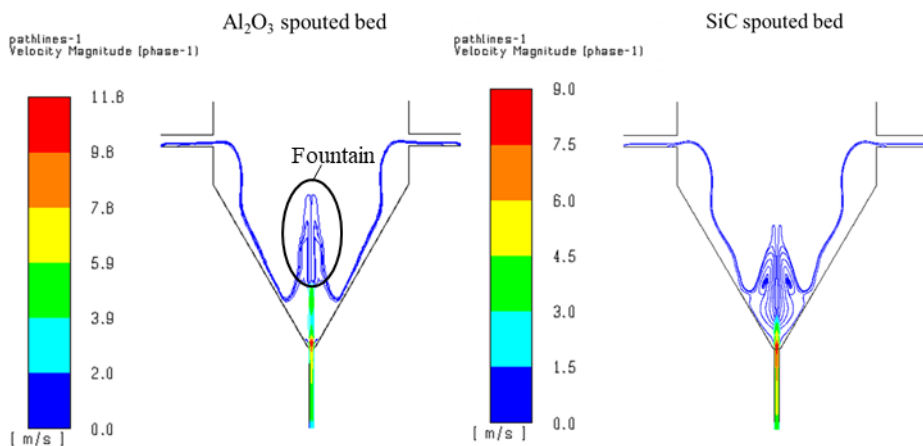 Al₂O₃ spouted bed
pathlines-1
Velocity Magnitude (phase-1)
11.8
9.8
7.8
5.9
3.9
2.0
0.0
[ m/s ]
Fountain
SiC spouted bed
pathlines-1
Velocity Magnitude (phase-1)
9.0
7.5
6.0
4.5
3.0
1.5
0.0
[ m/s ]